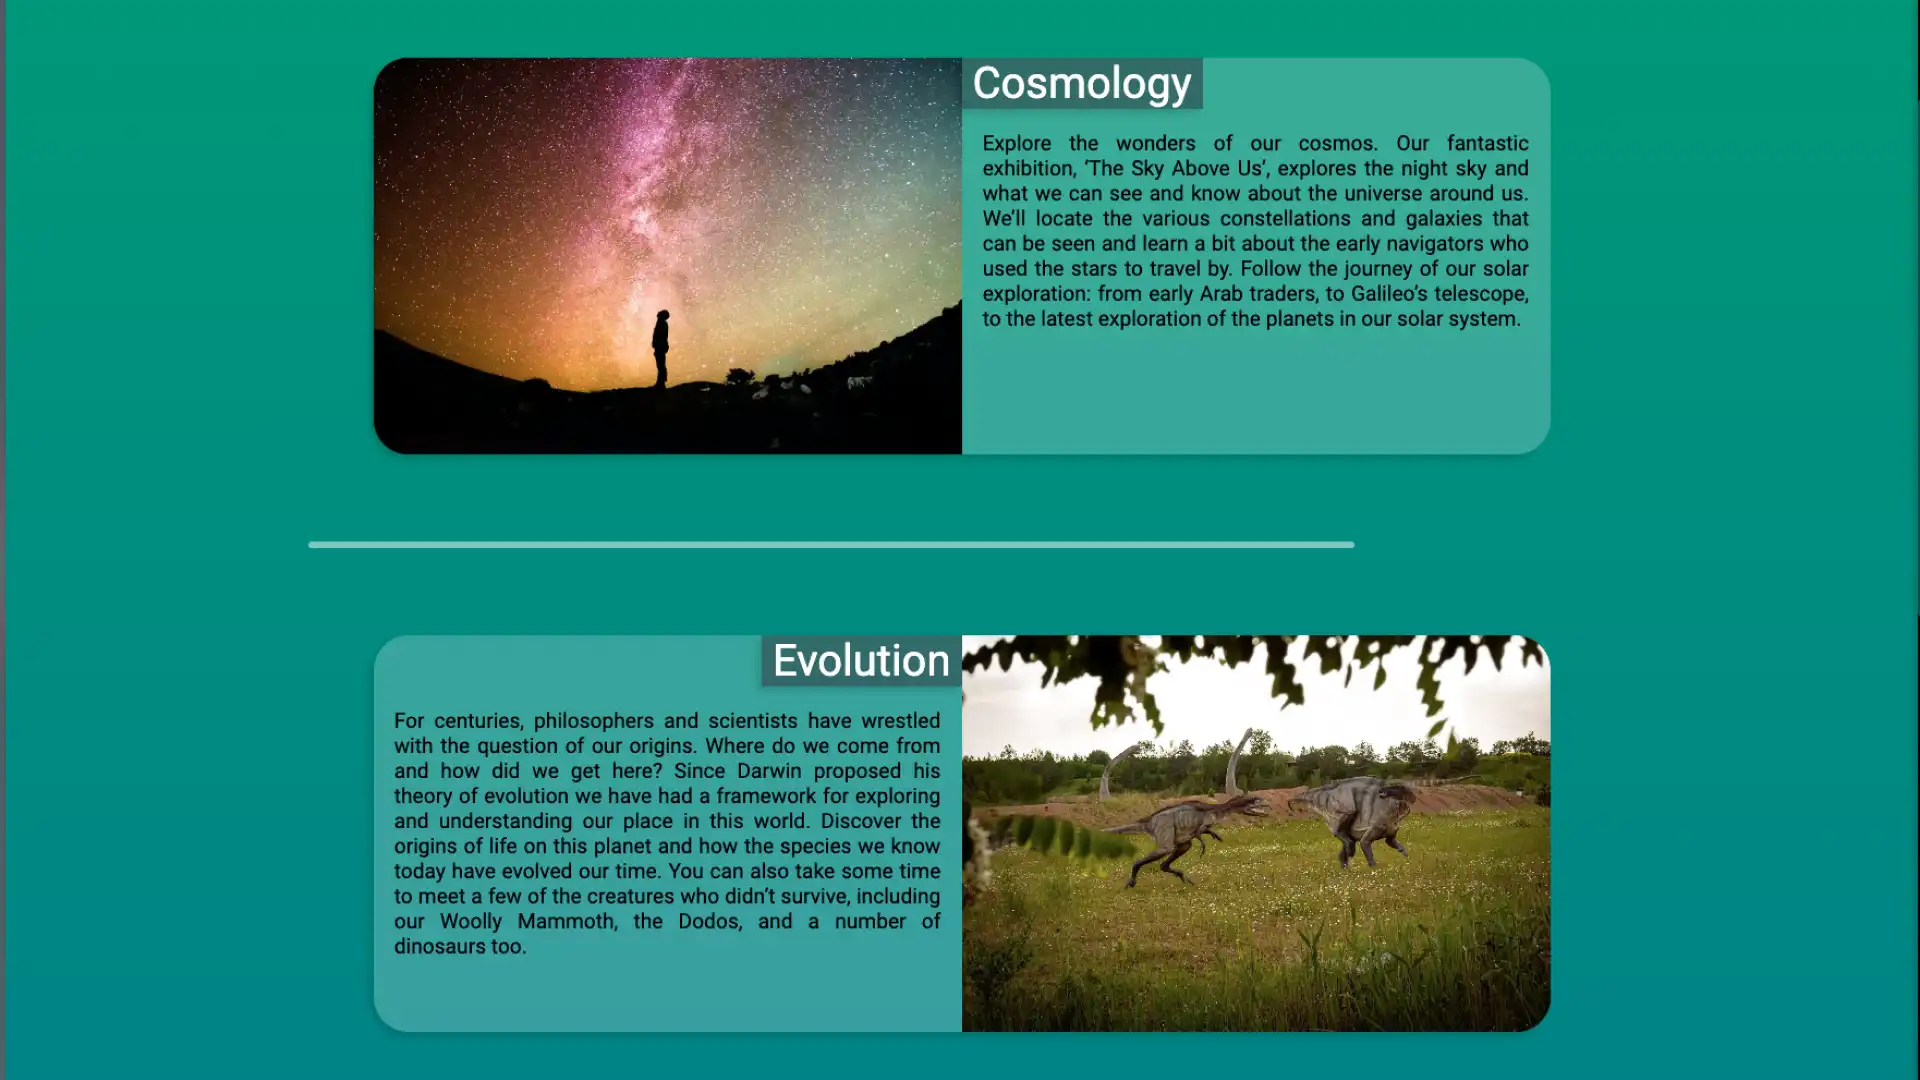 Cosmology
Explore the wonders of our cosmos. Our fantastic
exhibition, ‘The Sky Above Us’, explores the night sky and
what we can see and know about the universe around us.
We’ll locate the various constellations and galaxies that
can be seen and learn a bit about the early navigators who
used the stars to travel by. Follow the journey of our solar
exploration: from early Arab traders, to Galileo’s telescope,
to the latest exploration of the planets in our solar system.
Evolution
For centuries, philosophers and scientists have wrestled
with the question of our origins. Where do we come from
and how did we get here? Since Darwin proposed his
theory of evolution we have had a framework for exploring
and understanding our place in this world. Discover the
origins of life on this planet and how the species we know
today have evolved our time. You can also take some time
to meet a few of the creatures who didn’t survive, including
our Woolly Mammoth, the Dodos, and a number of
dinosaurs too.